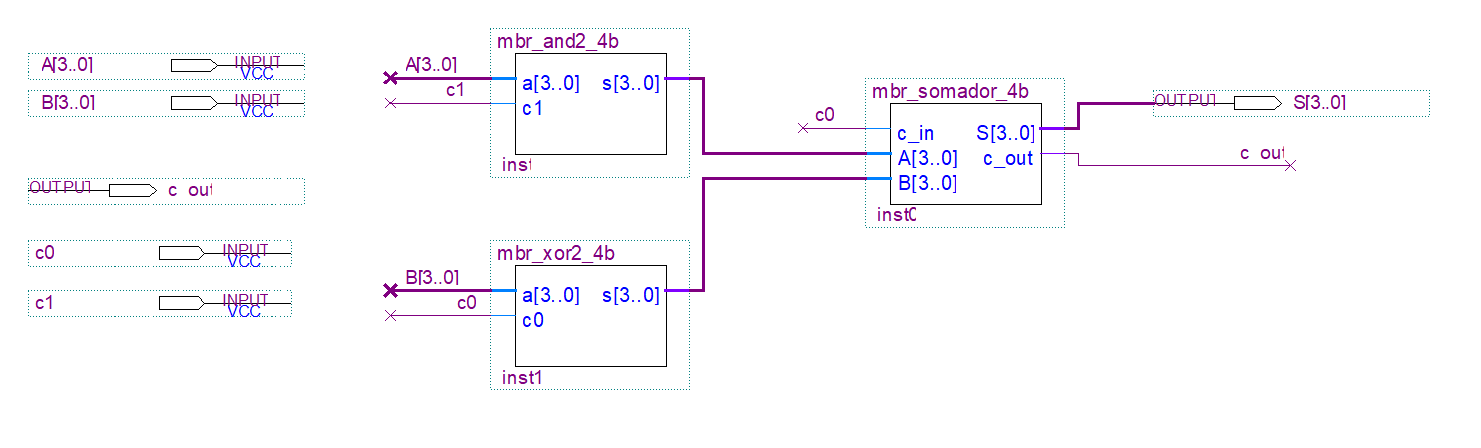 A[3..0] INPUT
VCC
B[3..0] INPUT
VCC
OUTPUT c_out
c0 INPUT
VCC
c1 INPUT
VCC
mbr_and2_4b
A[3..0] a[3..0] s[3..0]
c1 c1
inst
mbr_xor2_4b
B[3..0] a[3..0] s[3..0]
c0 c0
inst1
mbr_somador_4b
c0 c_in S[3..0]
A[3..0] c_out c_out
B[3..0]
inst0
OUTPUT S[3..0]